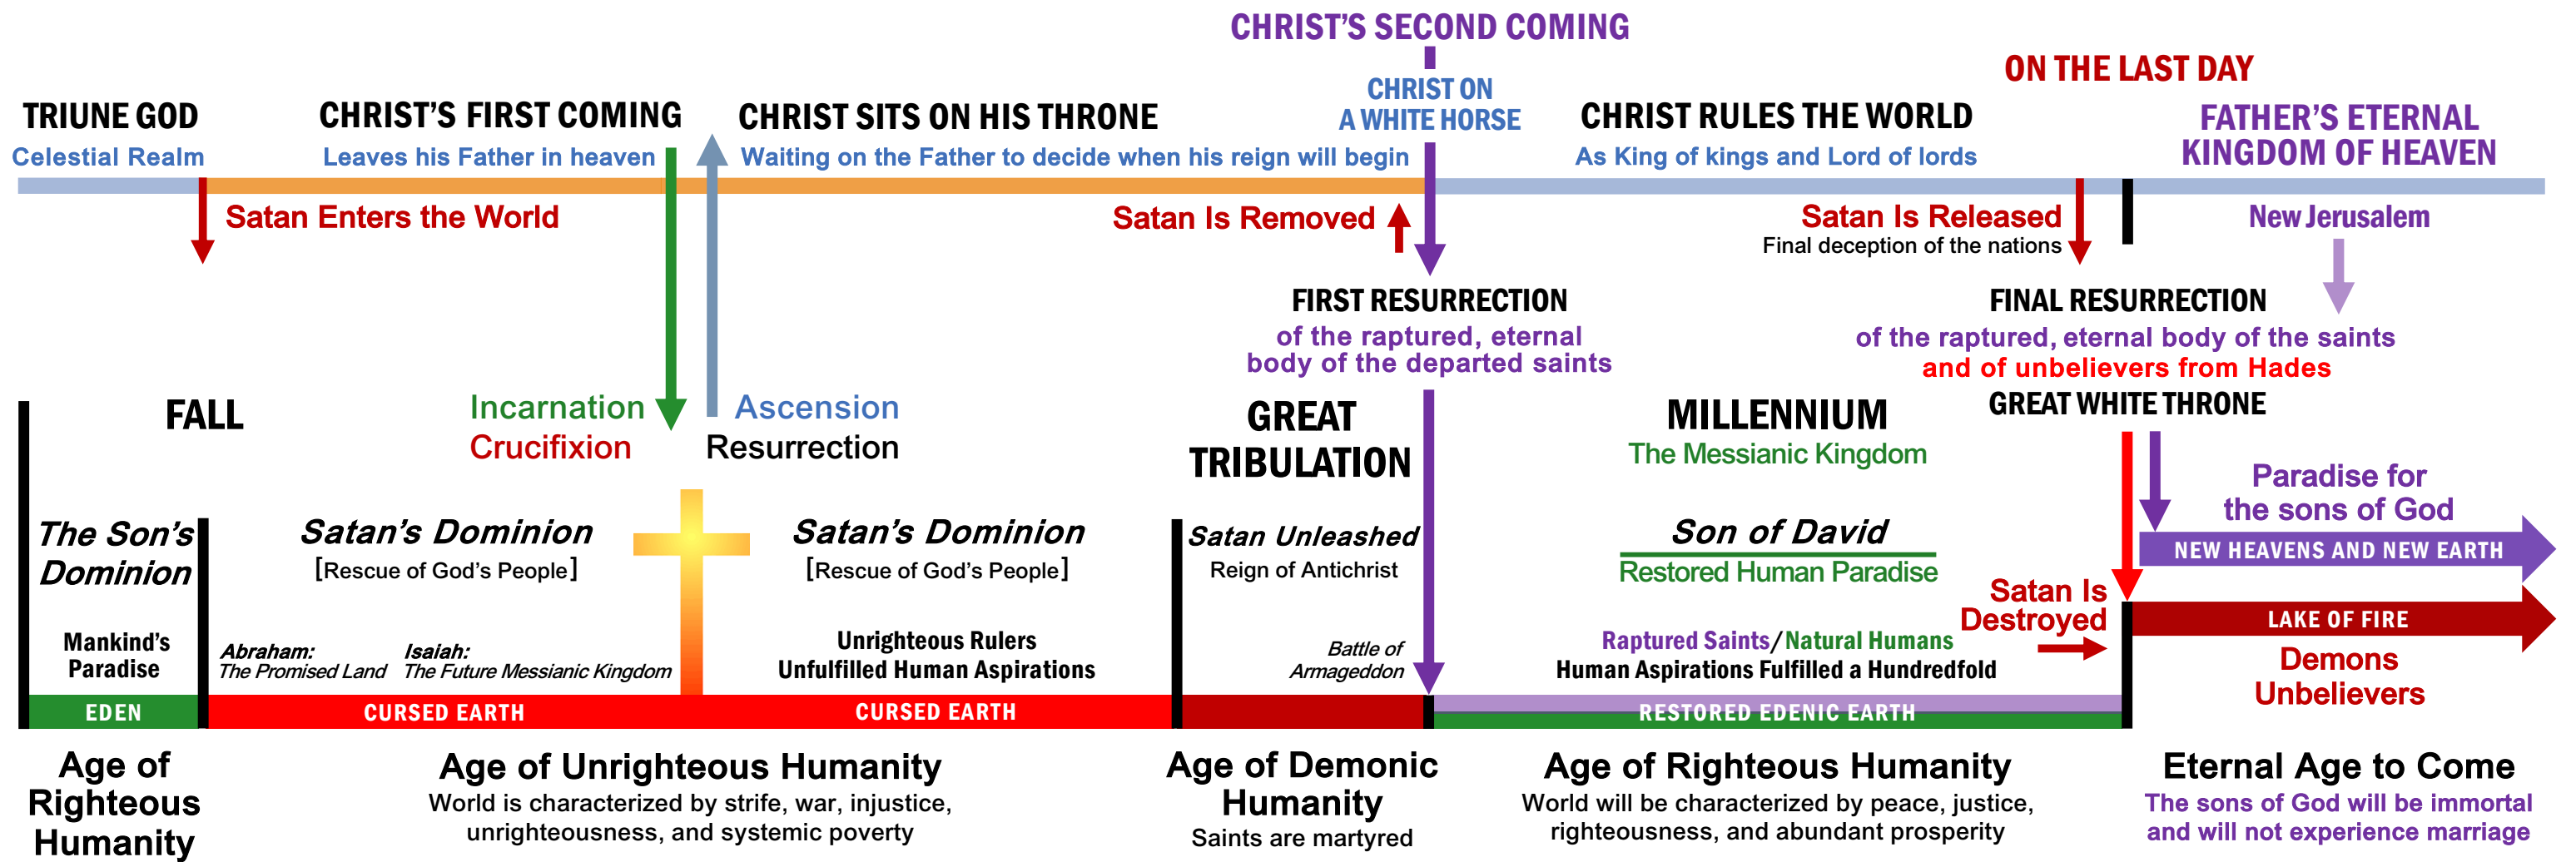 CHRIST’S SECOND COMING
ON THE LAST DAY
TRIUNE GOD
Celestial Realm
CHRIST’S FIRST COMING
Leaves his Father in heaven
CHRIST SITS ON HIS THRONE
Waiting on the Father to decide when his reign will begin
CHRIST ON
A WHITE HORSE
CHRIST RULES THE WORLD
As King of kings and Lord of lords
FATHER’S ETERNAL
KINGDOM OF HEAVEN
Satan Enters the World
Satan Is Removed
Satan Is Released
Final deception of the nations
New Jerusalem
FIRST RESURRECTION
of the raptured, eternal
body of the departed saints
FINAL RESURRECTION
of the raptured, eternal body of the saints
and of unbelievers from Hades
GREAT WHITE THRONE
FALL
Incarnation
Crucifixion
Ascension
Resurrection
GREAT
TRIBULATION
MILLENNIUM
The Messianic Kingdom
Paradise for
the sons of God
NEW HEAVENS AND NEW EARTH
The Son’s
Dominion
Mankind’s
Paradise
Satan’s Dominion
[Rescue of God’s People]
Abraham:
The Promised Land
Isaiah:
The Future Messianic Kingdom
Satan’s Dominion
[Rescue of God’s People]
Unrighteous Rulers
Unfulfilled Human Aspirations
Satan Unleashed
Reign of Antichrist
Battle of
Armageddon
Son of David
Restored Human Paradise
Raptured Saints/Natural Humans
Human Aspirations Fulfilled a Hundredfold
Satan Is
Destroyed
LAKE OF FIRE
Demons
Unbelievers
EDEN
CURSED EARTH
CURSED EARTH
RESTORED EDENIC EARTH
Age of
Righteous
Humanity
Age of Unrighteous Humanity
World is characterized by strife, war, injustice,
unrighteousness, and systemic poverty
Age of Demonic
Humanity
Saints are martyred
Age of Righteous Humanity
World will be characterized by peace, justice,
righteousness, and abundant prosperity
Eternal Age to Come
The sons of God will be immortal
and will not experience marriage